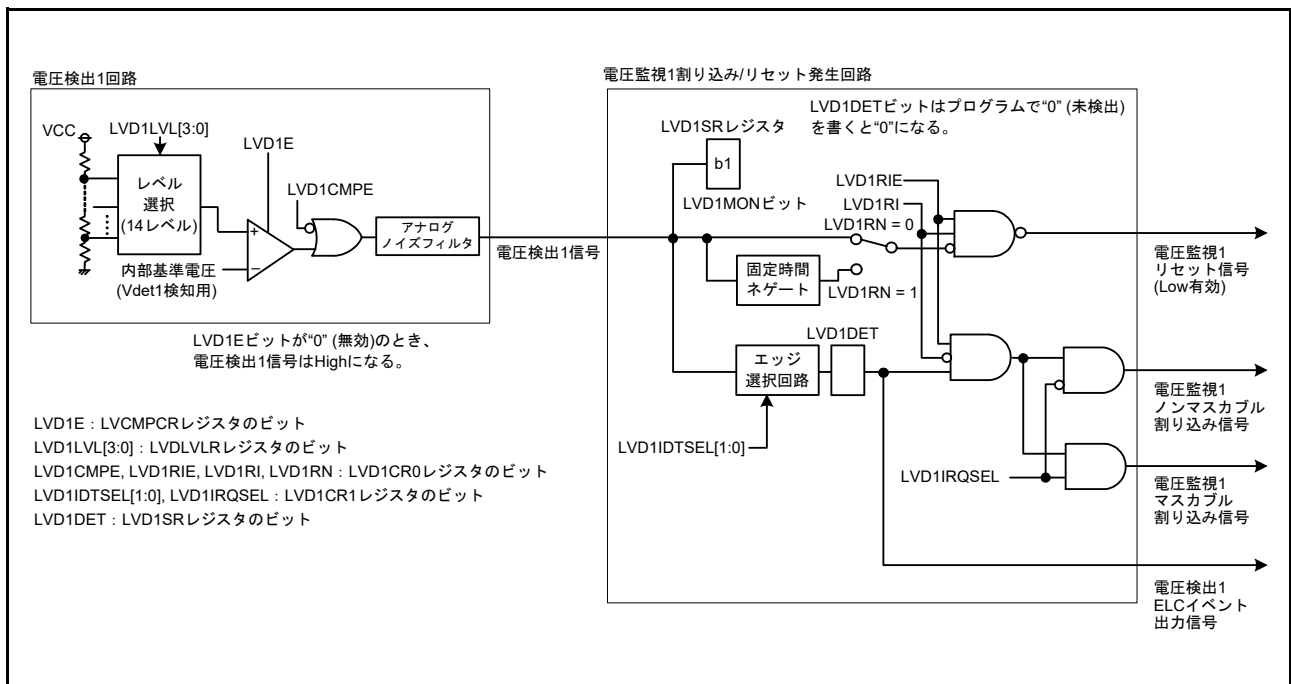 電圧検出1回路
VCC
LVD1LVL[3:0]
レベル
選択
(14レベル)
内部基準電圧
(Vdet1検知用)
LVD1E
+
−
LVD1CMPE
アナログ
ノイズフィルタ
電圧検出1信号
LVD1Eビットが“0” (無効)のとき、
電圧検出1信号はHighになる。
電圧監視1割り込み/リセット発生回路
LVD1DETビットはプログラムで“0” (未検出)
を書くと“0”になる。
LVD1SRレジスタ
b1
LVD1MONビット
LVD1RIE
LVD1RI
LVD1RN = 0
固定時間
ネゲート
LVD1RN = 1
LVD1DET
エッジ
選択回路
LVD1IDTSEL[1:0]
LVD1IRQSEL
電圧監視1
リセット信号
(Low有効)
電圧監視1
ノンマスカブル
割り込み信号
電圧監視1
マスカブル
割り込み信号
電圧検出1
ELCイベント
出力信号
LVD1E：LVCMPCRレジスタのビット
LVD1LVL[3:0]：LVDLVLRレジスタのビット
LVD1CMPE, LVD1RIE, LVD1RI, LVD1RN：LVD1CR0レジスタのビット
LVD1IDTSEL[1:0], LVD1IRQSEL：LVD1CR1レジスタのビット
LVD1DET：LVD1SRレジスタのビット